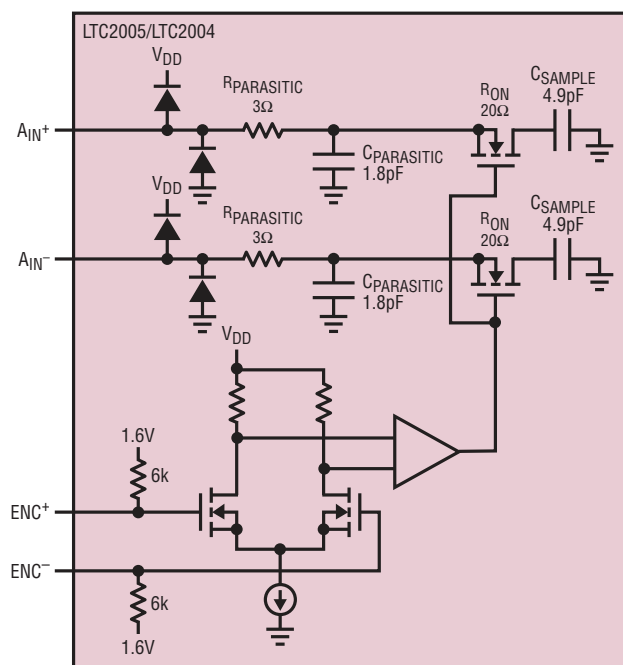 LTC2005/LTC2004
VDD
RPARASITIC
3Ω
RON
20Ω
CSAMPLE
4.9pF
AIN+
CPARASITIC
1.8pF
VDD
RPARASITIC
3Ω
RON
20Ω
CSAMPLE
4.9pF
AIN−
CPARASITIC
1.8pF
VDD
1.6V
6k
ENC+
ENC−
6k
1.6V